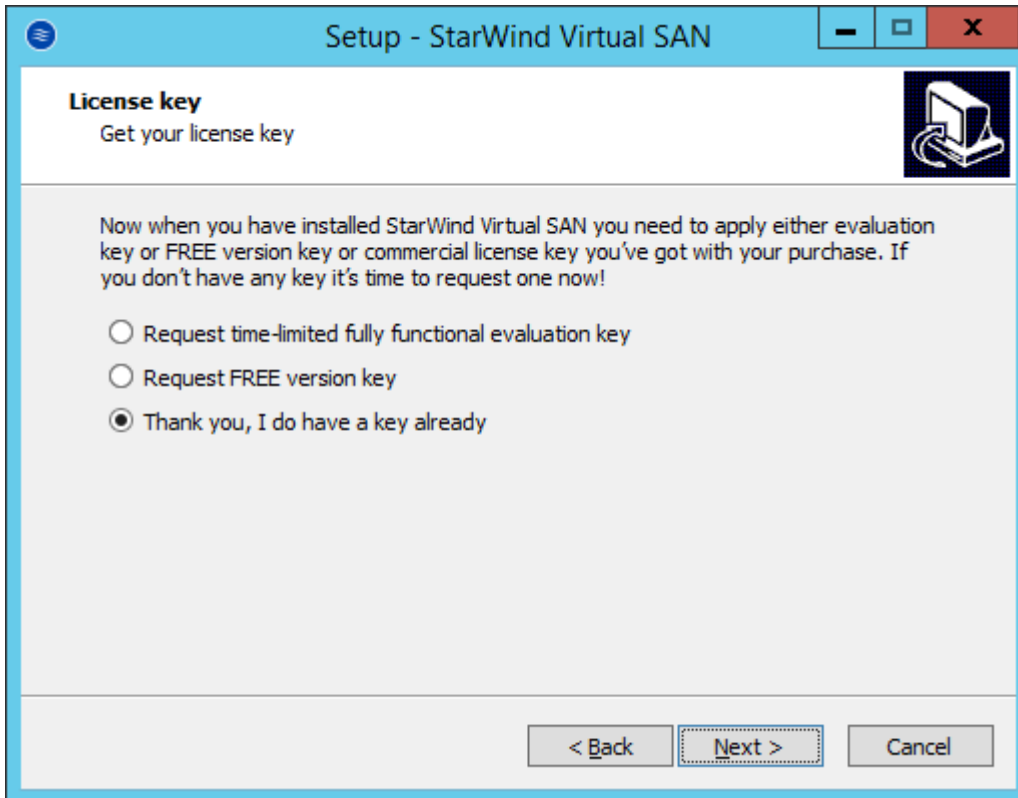 Setup - StarWind Virtual SAN
License key
Get your license key
Now when you have installed StarWind Virtual SAN you need to apply either evaluation
key or FREE version key or commercial license key you’ve got with your purchase. If
you don’t have any key it’s time to request one now!
Request time-limited fully functional evaluation key
Request FREE version key
Thank you, I do have a key already
< Back Next > Cancel